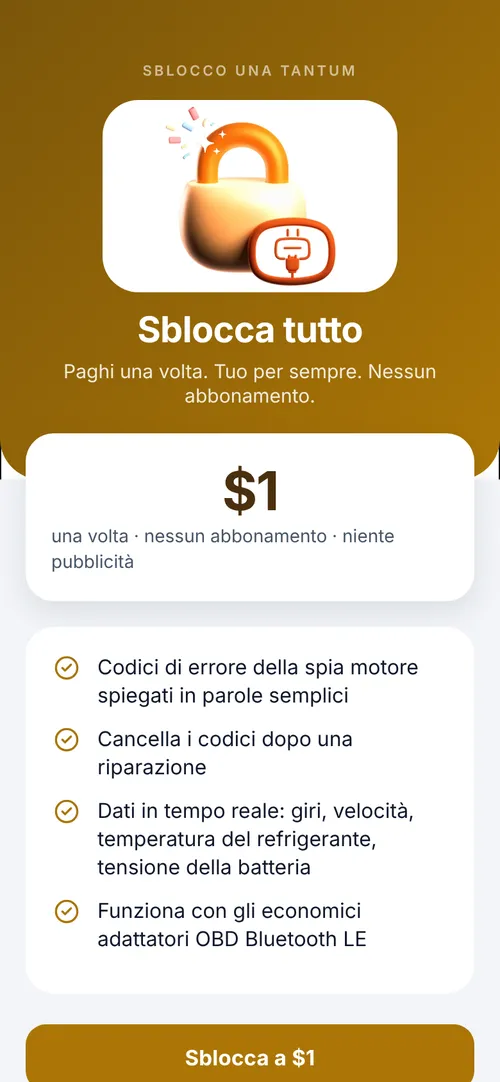 SBLOCCO UNA TANTUM
Sblocca tutto
Paghi una volta. Tuo per sempre. Nessun
abbonamento.
$1
una volta · nessun abbonamento · niente
pubblicità
Codici di errore della spia motore
spiegati in parole semplici
Cancella i codici dopo una
riparazione
Dati in tempo reale: giri, velocità,
temperatura del refrigerante,
tensione della batteria
Funziona con gli economici
adattatori OBD Bluetooth LE
Sblocca a $1